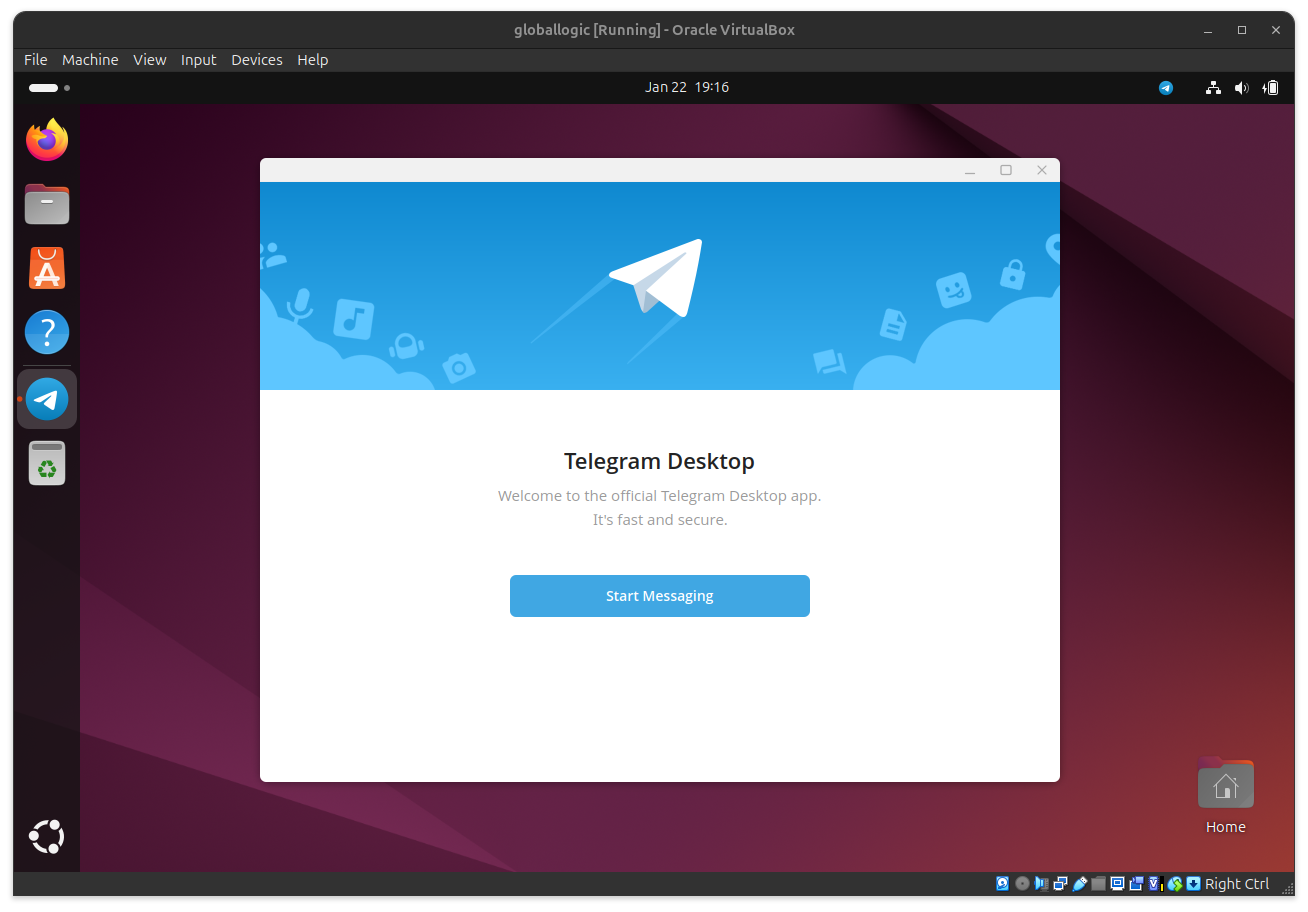 globallogic [Running] - Oracle VirtualBox
File Machine View Input Devices Help
Jan 22 19:16
Telegram Desktop
Welcome to the official Telegram Desktop app.
It's fast and secure.
Start Messaging
Home
Right Ctrl